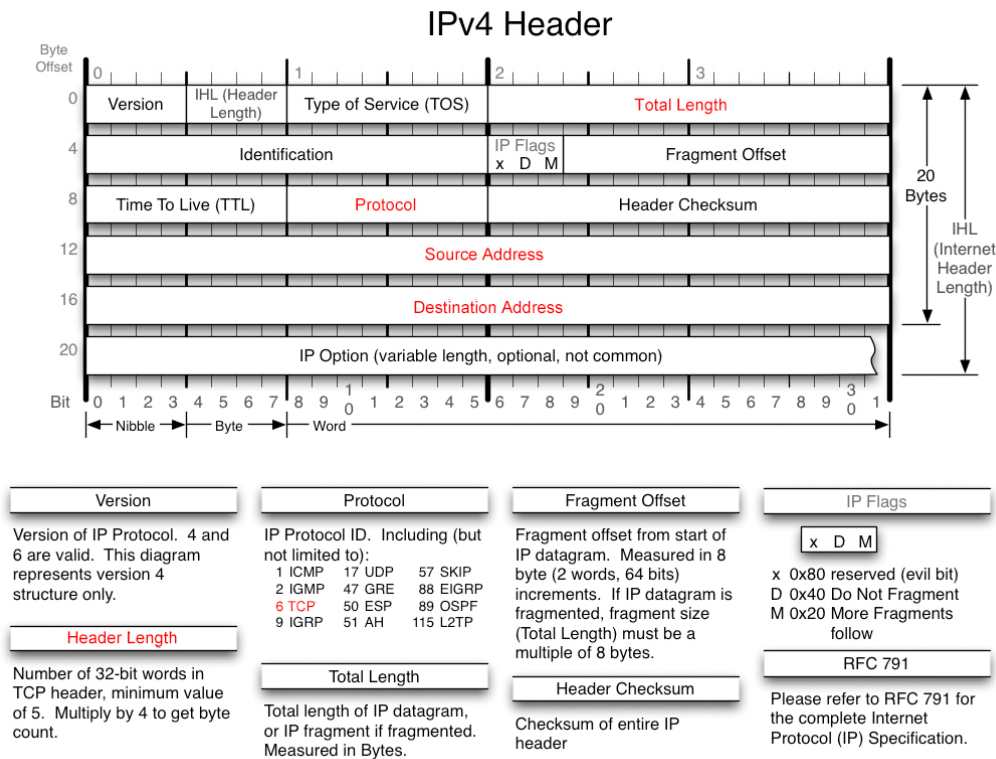 IPv4 Header
Byte
Offset
0 1 2 3
0 Version IHL (Header Length) Type of Service (TOS) Total Length
4 Identification IP Flags x D M Fragment Offset
8 Time To Live (TTL) Protocol Header Checksum
12 Source Address
16 Destination Address
20 IP Option (variable length, optional, not common)
20
Bytes
IHL
(Internet
Header
Length)
Bit 0 1 2 3 4 5 6 7 8 9 10 1 2 3 4 5 6 7 8 9 20 1 2 3 4 5 6 7 8 9 30 1
Nibble Byte Word
Version
Version of IP Protocol. 4 and
6 are valid. This diagram
represents version 4
structure only.
Header Length
Number of 32-bit words in
TCP header, minimum value
of 5. Multiply by 4 to get byte
count.
Protocol
IP Protocol ID. Including (but
not limited to):
1 ICMP 17 UDP 57 SKIP
2 IGMP 47 GRE 88 EIGRP
6 TCP 50 ESP 89 OSPF
9 IGRP 51 AH 115 L2TP
Total Length
Total length of IP datagram,
or IP fragment if fragmented.
Measured in Bytes.
Fragment Offset
Fragment offset from start of
IP datagram. Measured in 8
byte (2 words, 64 bits)
increments. If IP datagram is
fragmented, fragment size
(Total Length) must be a
multiple of 8 bytes.
Header Checksum
Checksum of entire IP
header
IP Flags
x D M
x 0x80 reserved (evil bit)
D 0x40 Do Not Fragment
M 0x20 More Fragments
follow
RFC 791
Please refer to RFC 791 for
the complete Internet
Protocol (IP) Specification.